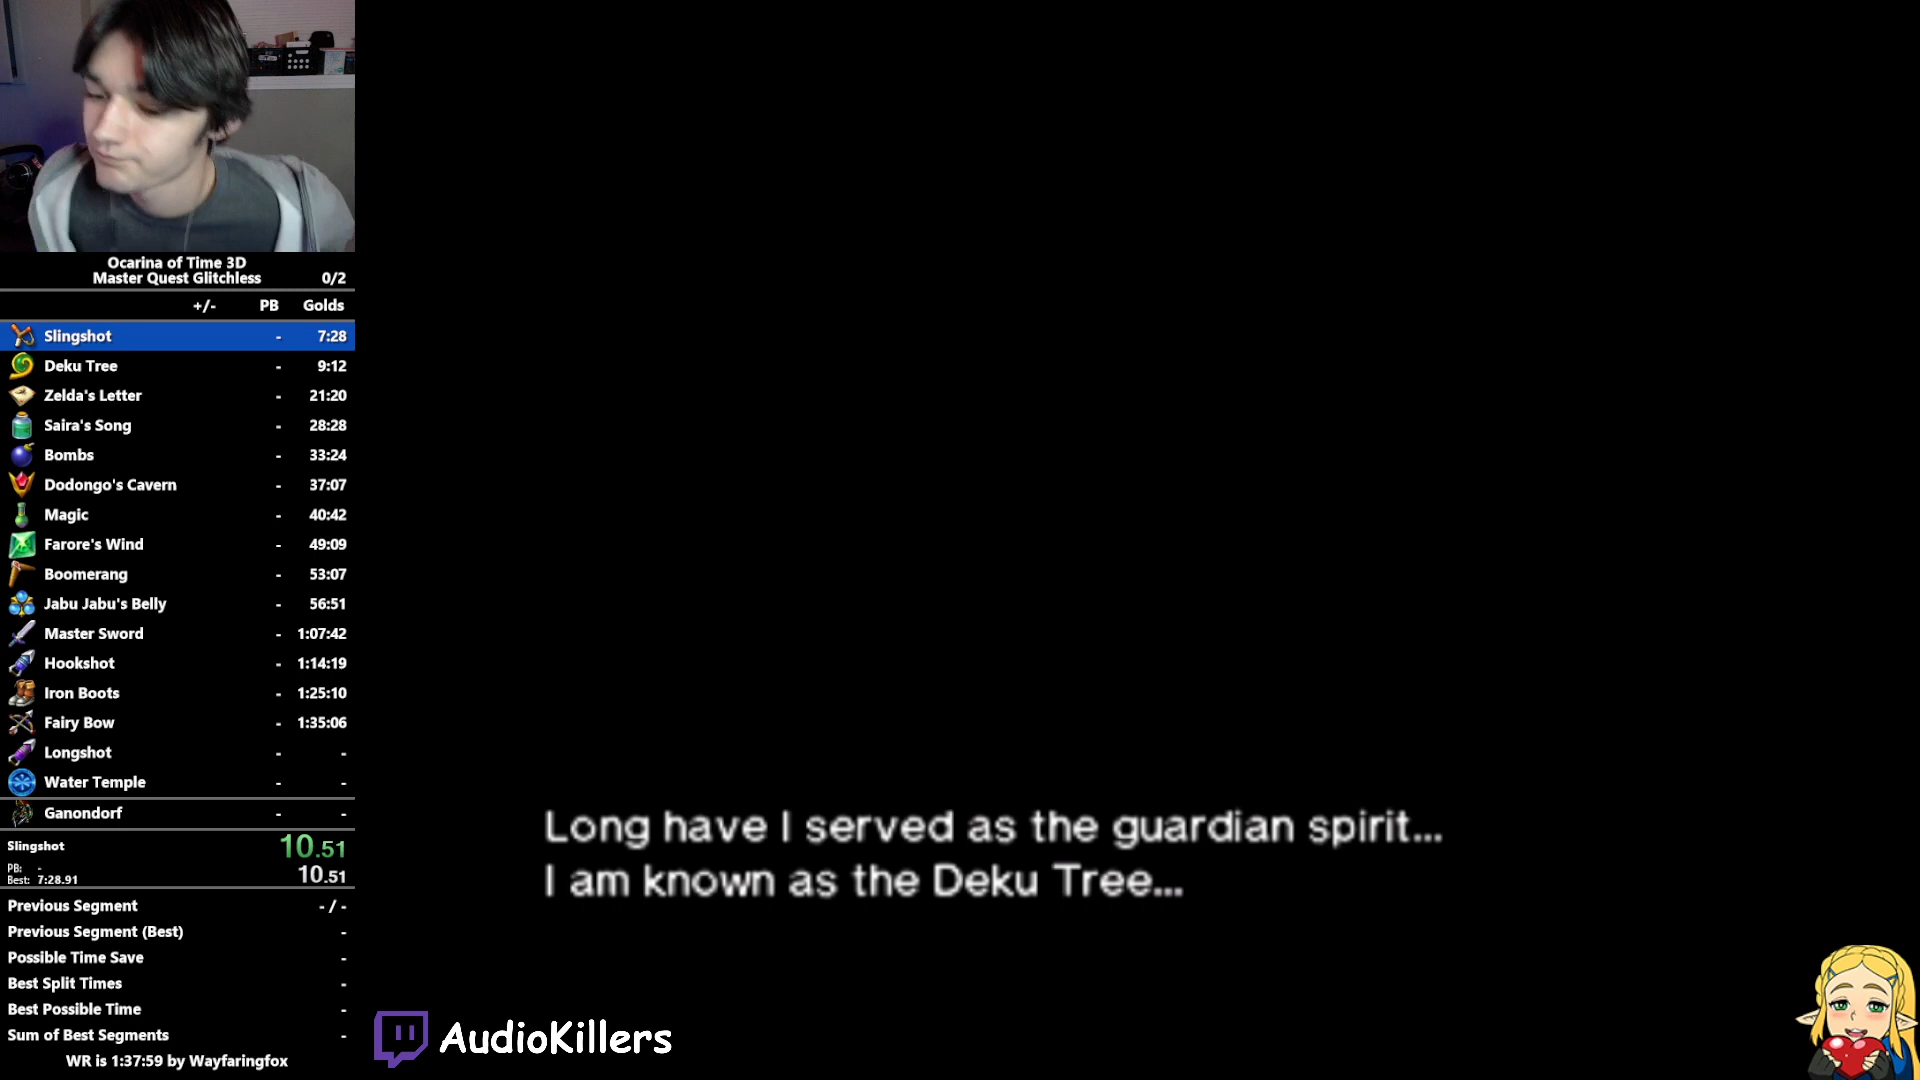 Ocarina of Time 3D
Master Quest Glitchless 0/2
+/- PB Golds
Slingshot - 7:28
Deku Tree - 9:12
Zelda's Letter - 21:20
Saira's Song - 28:28
Bombs - 33:24
Dodongo's Cavern - 37:07
Magic - 40:42
Farore's Wind - 49:09
Boomerang - 53:07
Jabu Jabu's Belly - 56:51
Master Sword - 1:07:42
Hookshot - 1:14:19
Iron Boots - 1:25:10
Fairy Bow - 1:35:06
Longshot - -
Water Temple - -
Ganondorf - -
Slingshot 10.51
PB: -
Best: 7:28.91 10.51
Previous Segment - / -
Previous Segment (Best) -
Possible Time Save -
Best Split Times -
Best Possible Time -
Sum of Best Segments -
WR is 1:37:59 by Wayfaringfox
Long have I served as the guardian spirit...
I am known as the Deku Tree...
AudioKillers